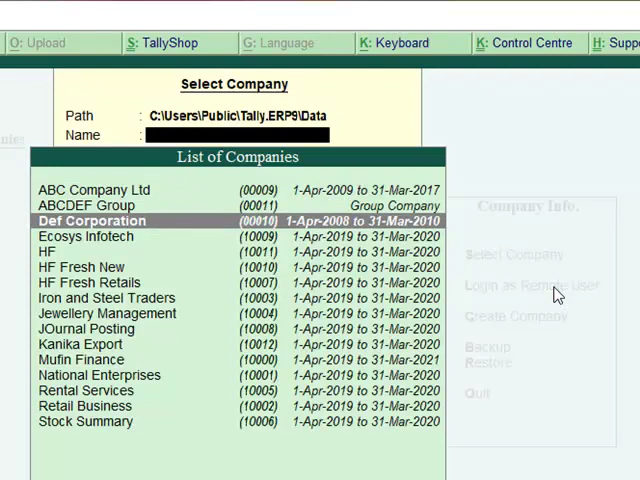 O: Upload S: TallyShop G: Language K: Keyboard K: Control Centre H: Suppo
Select Company
Path : C:\Users\Public\Tally.ERP9\Data
Name :
List of Companies
ABC Company Ltd (00009) 1-Apr-2009 to 31-Mar-2017
ABCDEF Group (00011) Group Company
Def Corporation (00010) 1-Apr-2008 to 31-Mar-2010
Ecosys Infotech (10009) 1-Apr-2019 to 31-Mar-2020
HF (10011) 1-Apr-2019 to 31-Mar-2020
HF Fresh New (10010) 1-Apr-2019 to 31-Mar-2020
HF Fresh Retails (10007) 1-Apr-2019 to 31-Mar-2020
Iron and Steel Traders (10003) 1-Apr-2019 to 31-Mar-2020
Jewellery Management (10004) 1-Apr-2019 to 31-Mar-2020
JOurnal Posting (10008) 1-Apr-2019 to 31-Mar-2020
Kanika Export (10012) 1-Apr-2019 to 31-Mar-2020
Mufin Finance (10000) 1-Apr-2019 to 31-Mar-2021
National Enterprises (10001) 1-Apr-2019 to 31-Mar-2020
Rental Services (10005) 1-Apr-2019 to 31-Mar-2020
Retail Business (10002) 1-Apr-2019 to 31-Mar-2020
Stock Summary (10006) 1-Apr-2019 to 31-Mar-2020
Company Info.
Select Company
Login as Remote User
Create Company
Backup
Restore
Quit